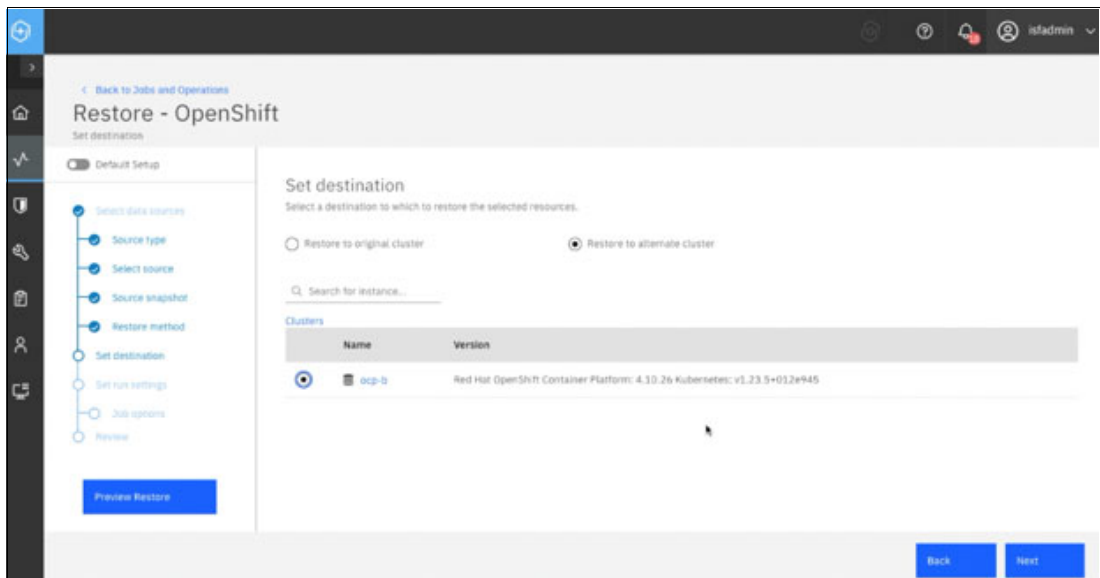 isfadmin
Back to Jobs and Operations
Restore - OpenShift
Set destination
Default Setup
Select data sources
Source type
Select source
Source snapshot
Restore method
Set destination
Set run settings
Job options
Review
Preview Restore
Set destination
Select a destination to which to restore the selected resources.
Restore to original cluster
Restore to alternate cluster
Search for instance...
Clusters
Name Version
ocp-b Red Hat OpenShift Container Platform: 4.10.26 Kubernetes: v1.23.5+012e945
Back Next